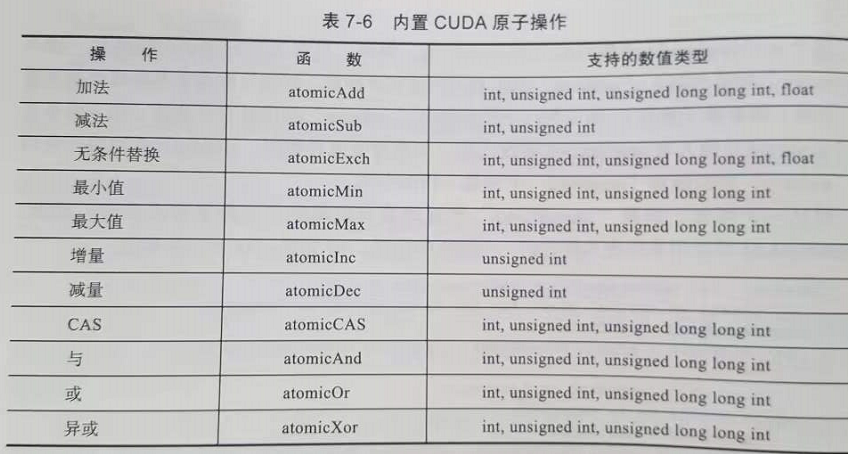 表 7-6 内置 CUDA 原子操作
操 作 函 数 支持的数值类型
加法 atomicAdd int, unsigned int, unsigned long long int, float
减法 atomicSub int, unsigned int
无条件替换 atomicExch int, unsigned int, unsigned long long int, float
最小值 atomicMin int, unsigned int, unsigned long long int
最大值 atomicMax int, unsigned int, unsigned long long int
增量 atomicInc unsigned int
减量 atomicDec unsigned int
CAS atomicCAS int, unsigned int, unsigned long long int
与 atomicAnd int, unsigned int, unsigned long long int
或 atomicOr int, unsigned int, unsigned long long int
异或 atomicXor int, unsigned int, unsigned long long int